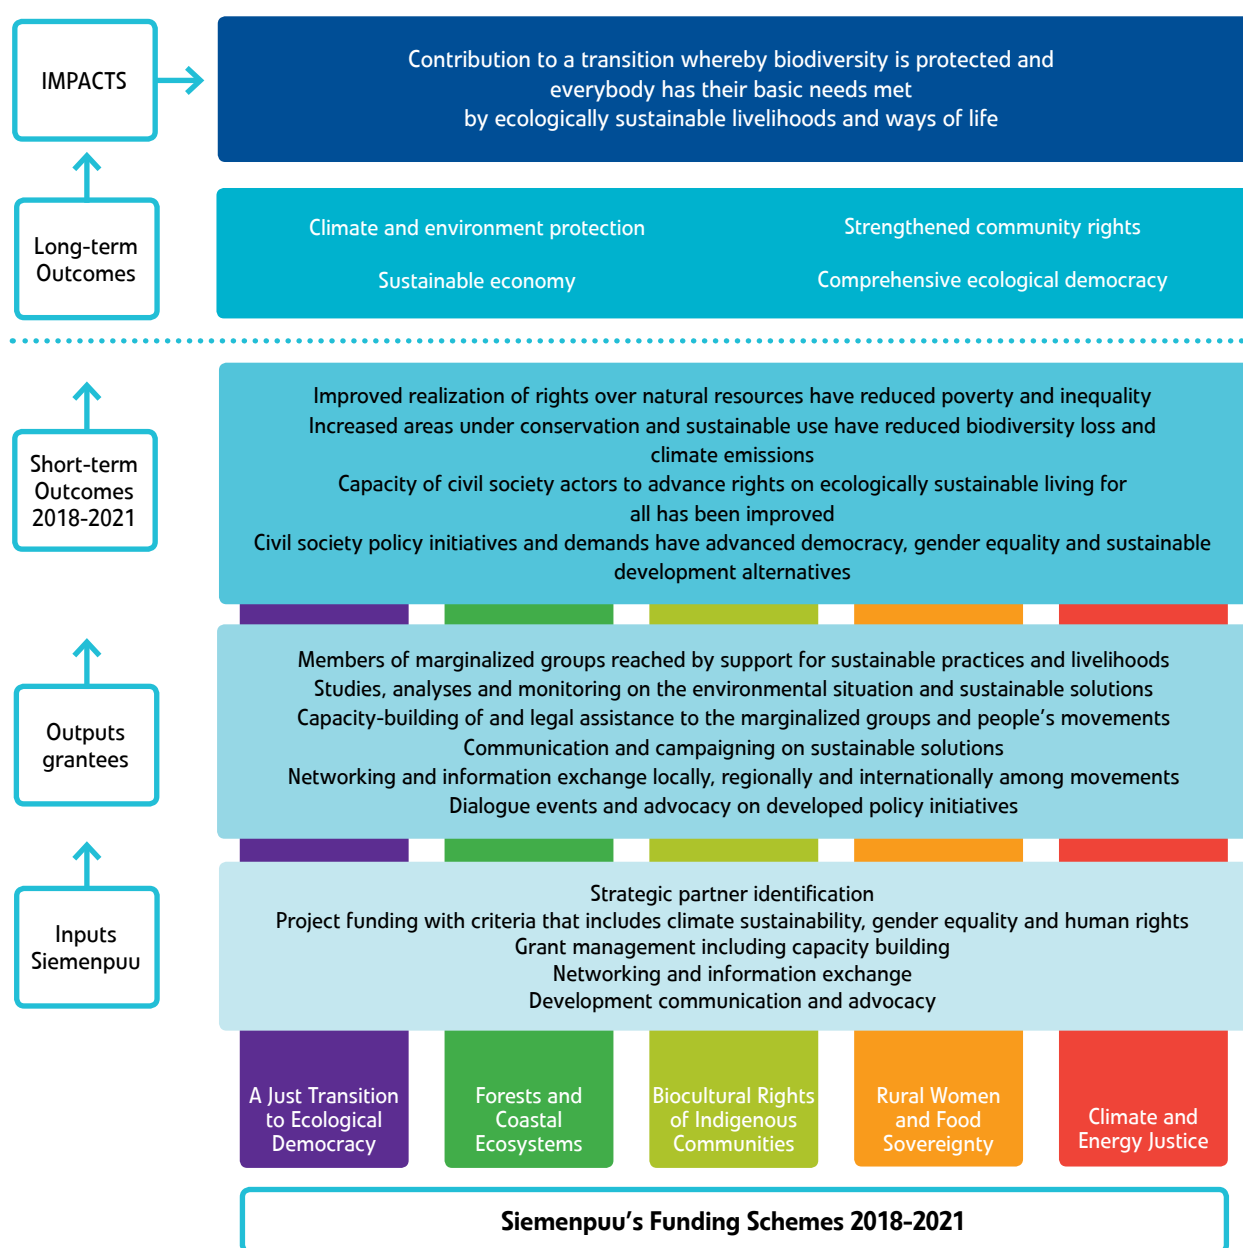 IMPACTS
Contribution to a transition whereby biodiversity is protected and
everybody has their basic needs met
by ecologically sustainable livelihoods and ways of life
Long-term
Outcomes
Climate and environment protection
Strengthened community rights
Sustainable economy
Comprehensive ecological democracy
Short-term
Outcomes
2018-2021
Improved realization of rights over natural resources have reduced poverty and inequality
Increased areas under conservation and sustainable use have reduced biodiversity loss and
climate emissions
Capacity of civil society actors to advance rights on ecologically sustainable living for
all has been improved
Civil society policy initiatives and demands have advanced democracy, gender equality and sustainable
development alternatives
Outputs
grantees
Members of marginalized groups reached by support for sustainable practices and livelihoods
Studies, analyses and monitoring on the environmental situation and sustainable solutions
Capacity-building of and legal assistance to the marginalized groups and people's movements
Communication and campaigning on sustainable solutions
Networking and information exchange locally, regionally and internationally among movements
Dialogue events and advocacy on developed policy initiatives
Inputs
Siemenpuu
Strategic partner identification
Project funding with criteria that includes climate sustainability, gender equality and human rights
Grant management including capacity building
Networking and information exchange
Development communication and advocacy
A Just Transition
to Ecological
Democracy
Forests and
Coastal
Ecosystems
Biocultural Rights
of Indigenous
Communities
Rural Women
and Food
Sovereignty
Climate and
Energy Justice
Siemenpuu's Funding Schemes 2018-2021